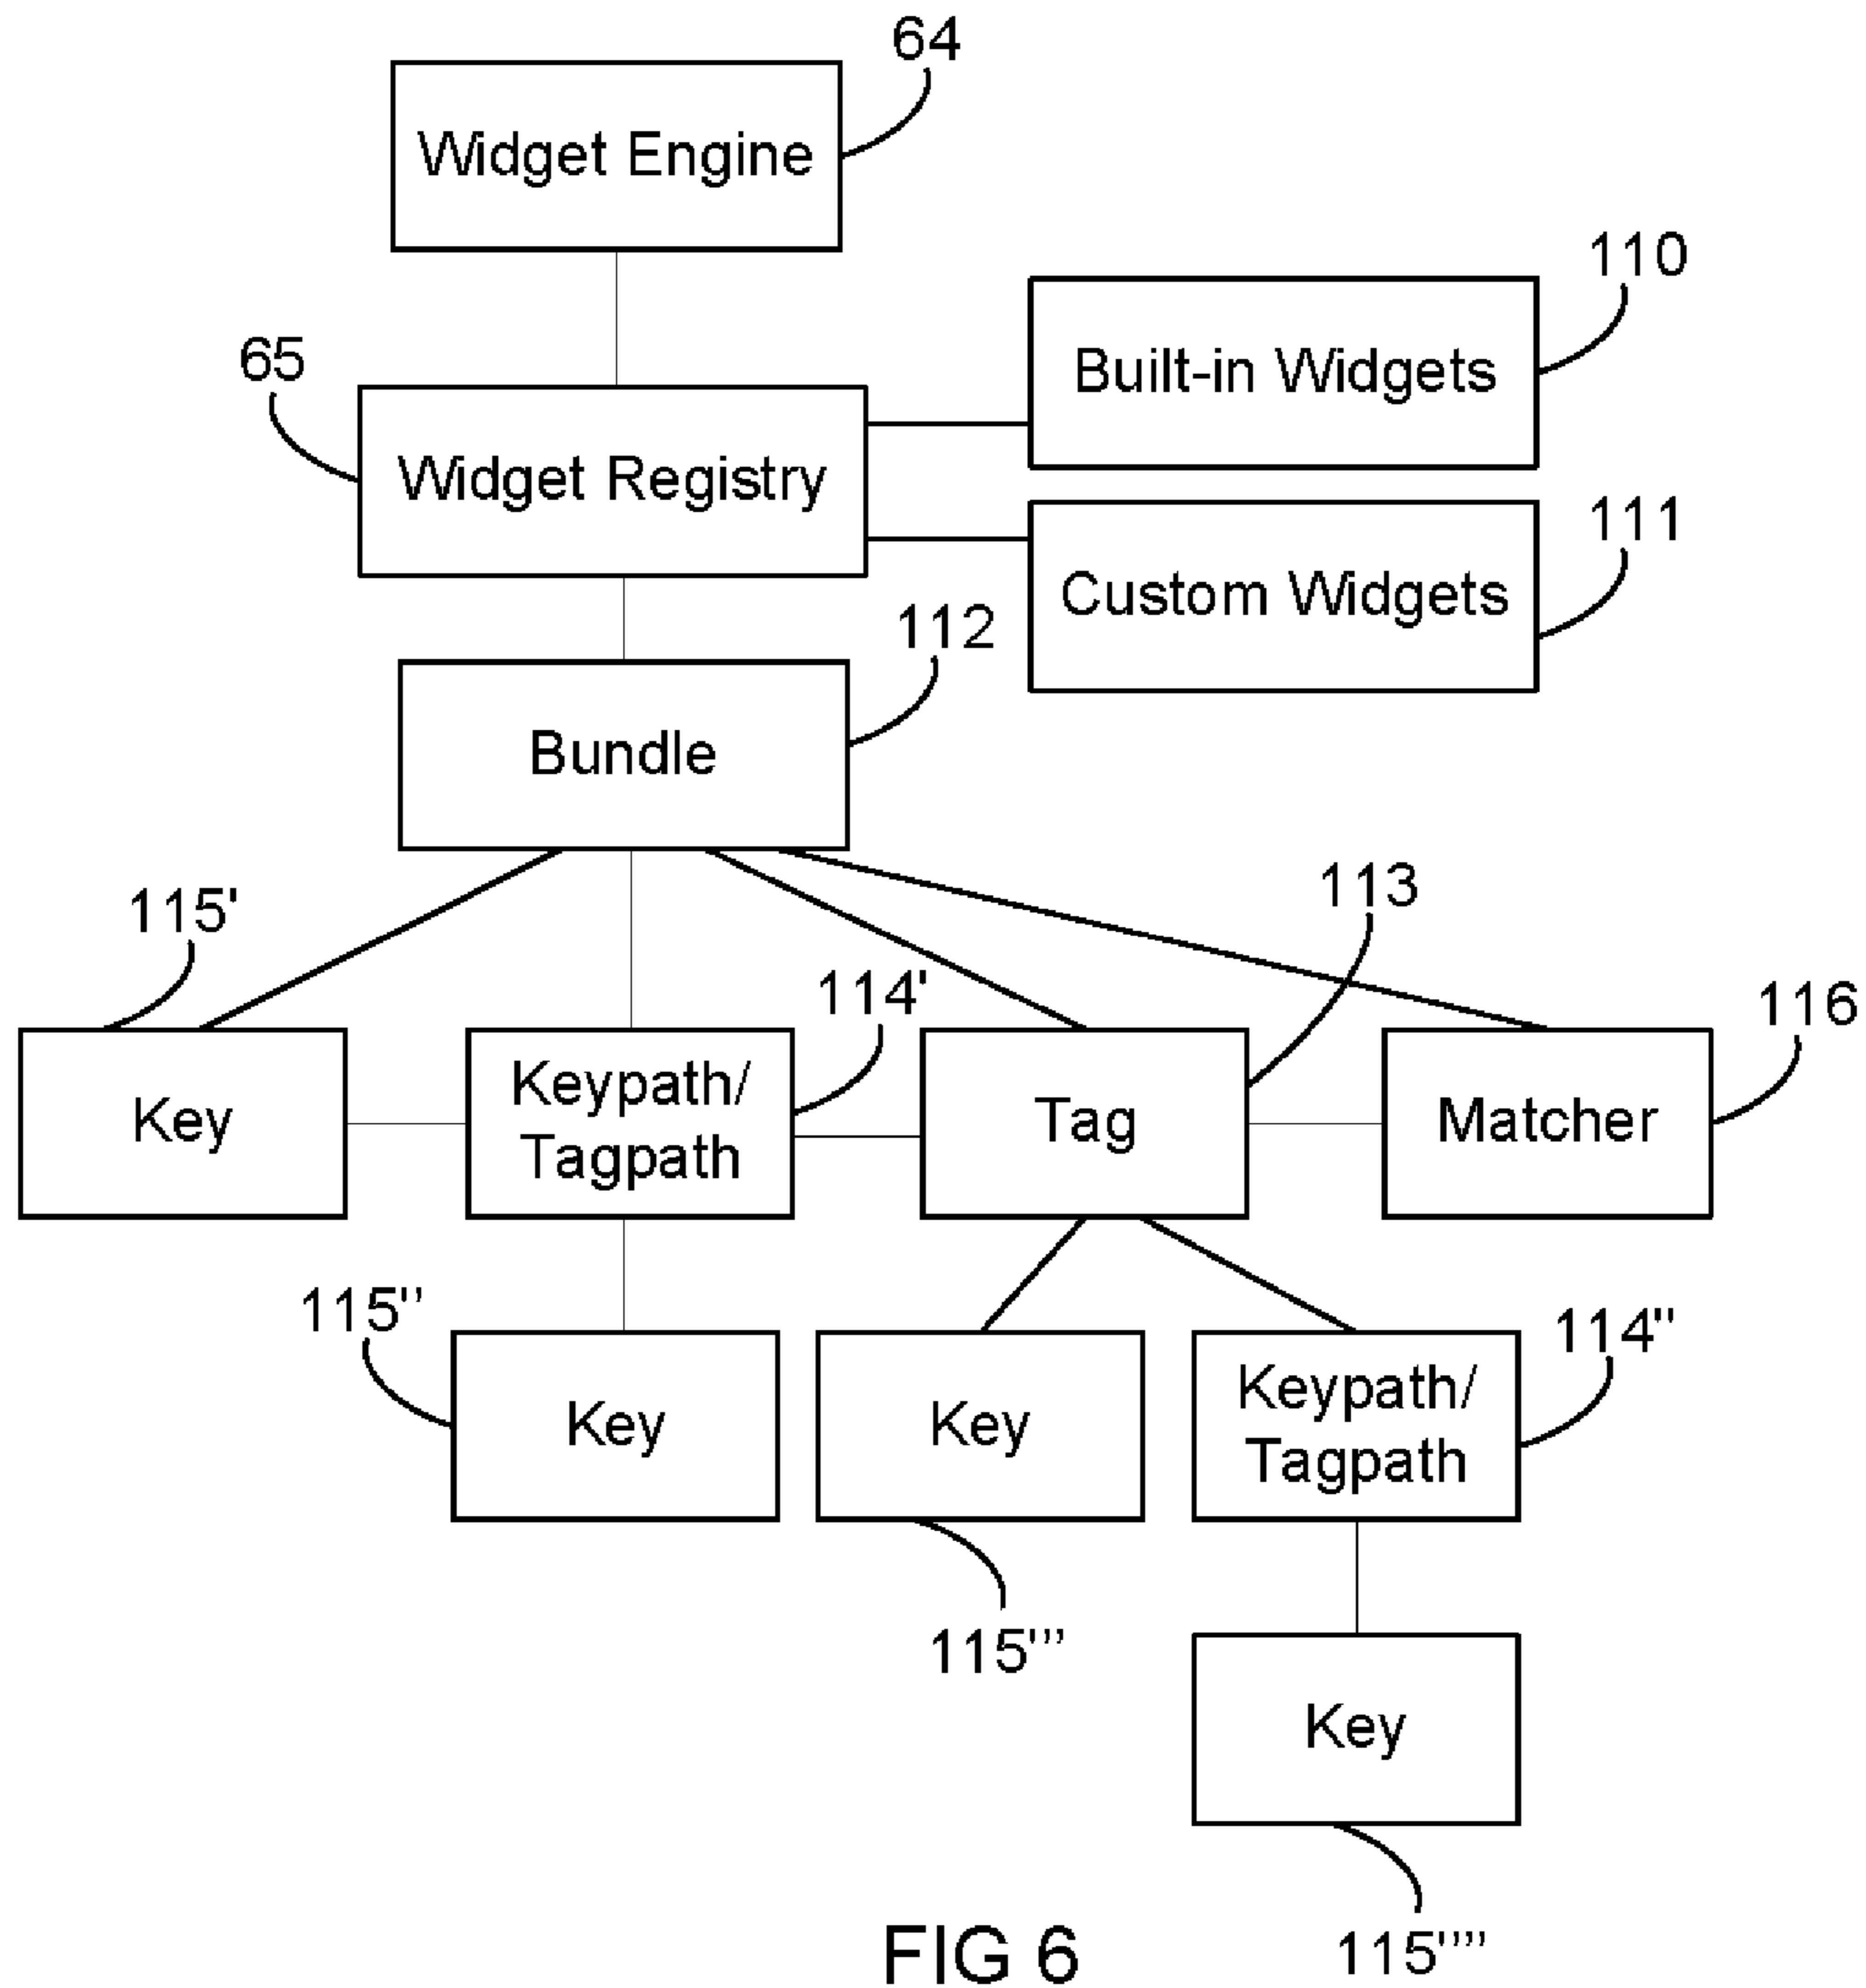 64
Widget Engine
110
65
Built-in Widgets
Widget Registry
111
Custom Widgets
112
Bundle
113
115'
114'
116
Key
Keypath/
Tagpath
Tag
Matcher
115"
114"
Key
Key
Keypath/
Tagpath
115'''
Key
115''''
FIG 6